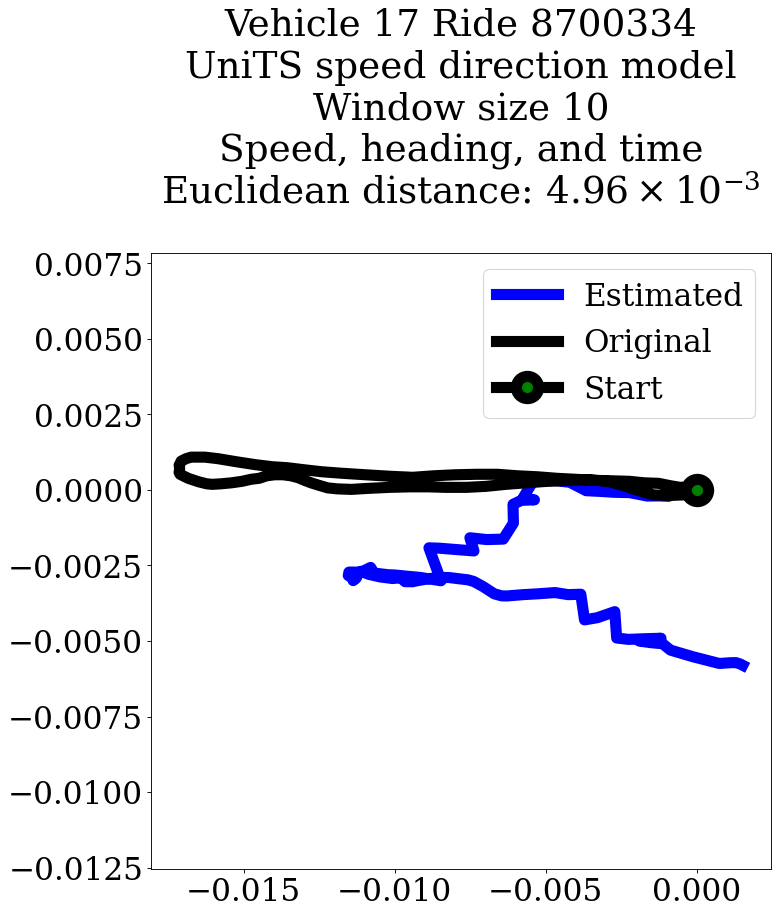 Vehicle 17 Ride 8700334
UniTS speed direction model
Window size 10
Speed, heading, and time
Euclidean distance: 4.96 × 10⁻³
0.0075
0.0050
0.0025
0.0000
−0.0025
−0.0050
−0.0075
−0.0100
−0.0125
Estimated
Original
Start
−0.015
−0.010
−0.005
0.000